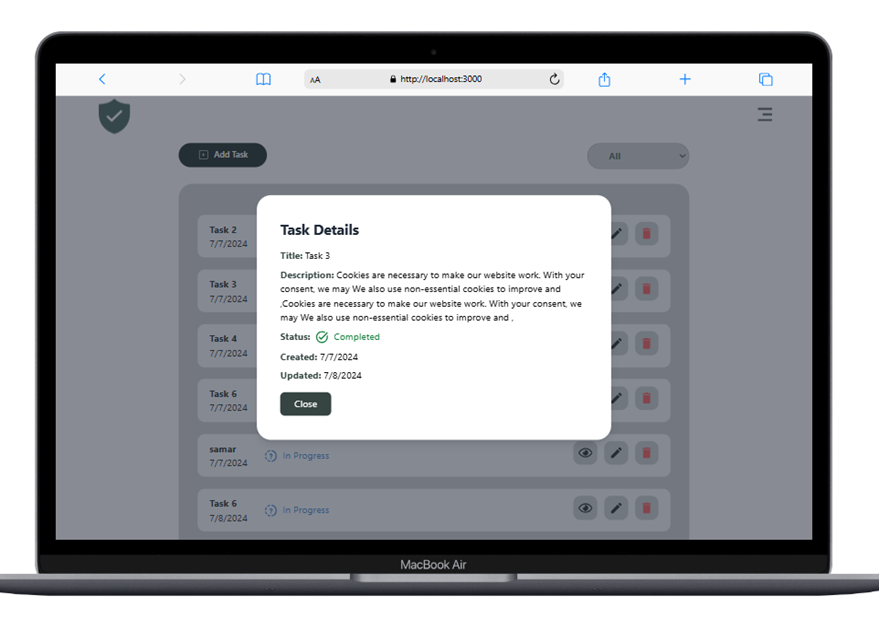 AA http://localhost:3000
Add Task
All
Task 2
7/7/2024
Task 3
7/7/2024
Task 4
7/7/2024
Task 6
7/7/2024
samar
7/7/2024
In Progress
Task 6
7/8/2024
In Progress
Task Details
Title: Task 3
Description: Cookies are necessary to make our website work. With your
consent, we may We also use non-essential cookies to improve and
,Cookies are necessary to make our website work. With your consent, we
may We also use non-essential cookies to improve and ,
Status: Completed
Created: 7/7/2024
Updated: 7/8/2024
Close
MacBook Air